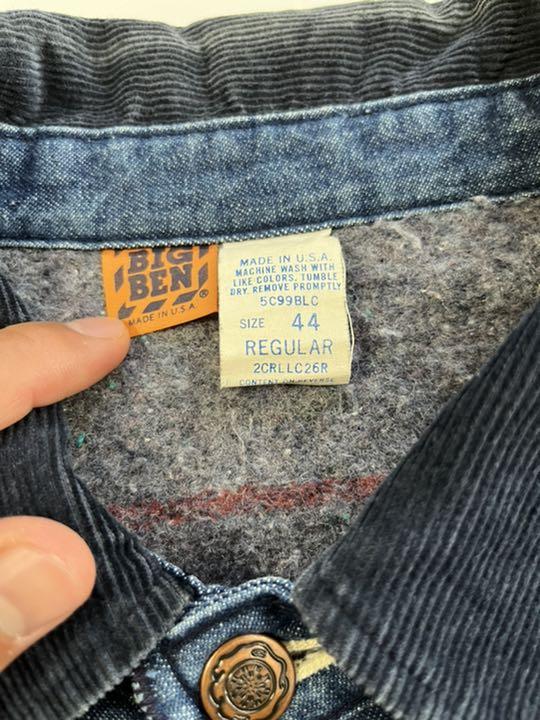 BIG
BEN®
MADE IN U.S.A.
MADE IN U.S.A.
MACHINE WASH WITH
LIKE COLORS. TUMBLE
DRY. REMOVE PROMPTLY
5C99BLC
SIZE 44
REGULAR
2CRLLC26R
CONTENT ON REVERSE